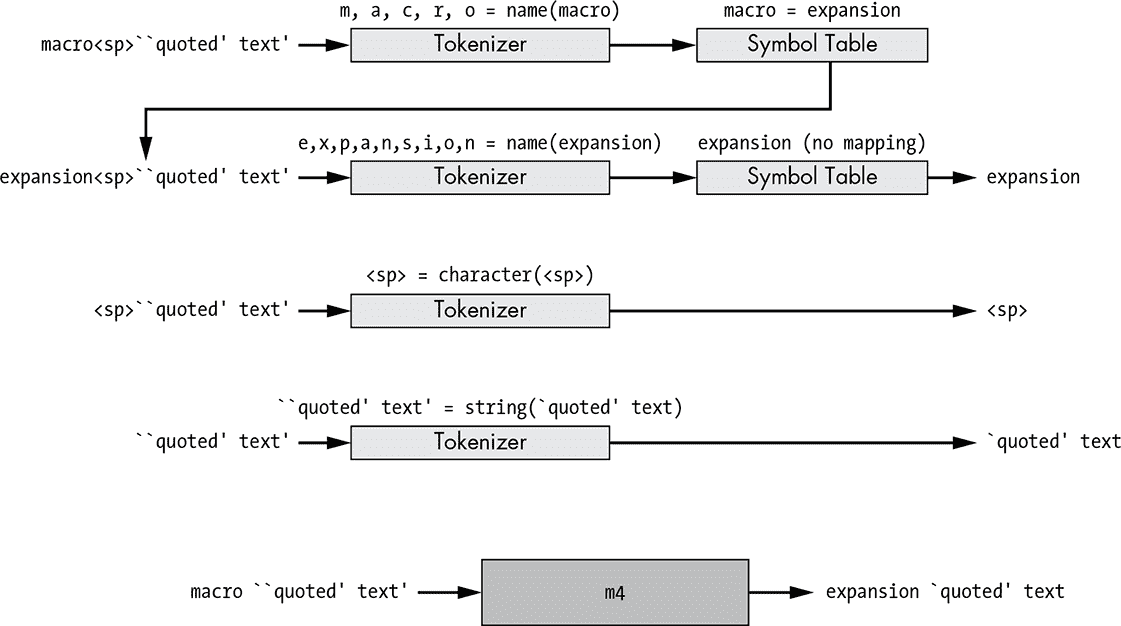 m, a, c, r, o = name(macro) macro = expansion
macro<sp>``quoted' text' Tokenizer Symbol Table
e,x,p,a,n,s,i,o,n = name(expansion) expansion (no mapping)
expansion<sp>``quoted' text' Tokenizer Symbol Table expansion
<sp> = character(<sp>)
<sp>``quoted' text' Tokenizer <sp>
``quoted' text' = string(`quoted' text)
``quoted' text' Tokenizer `quoted' text
macro ``quoted' text' m4 expansion `quoted' text